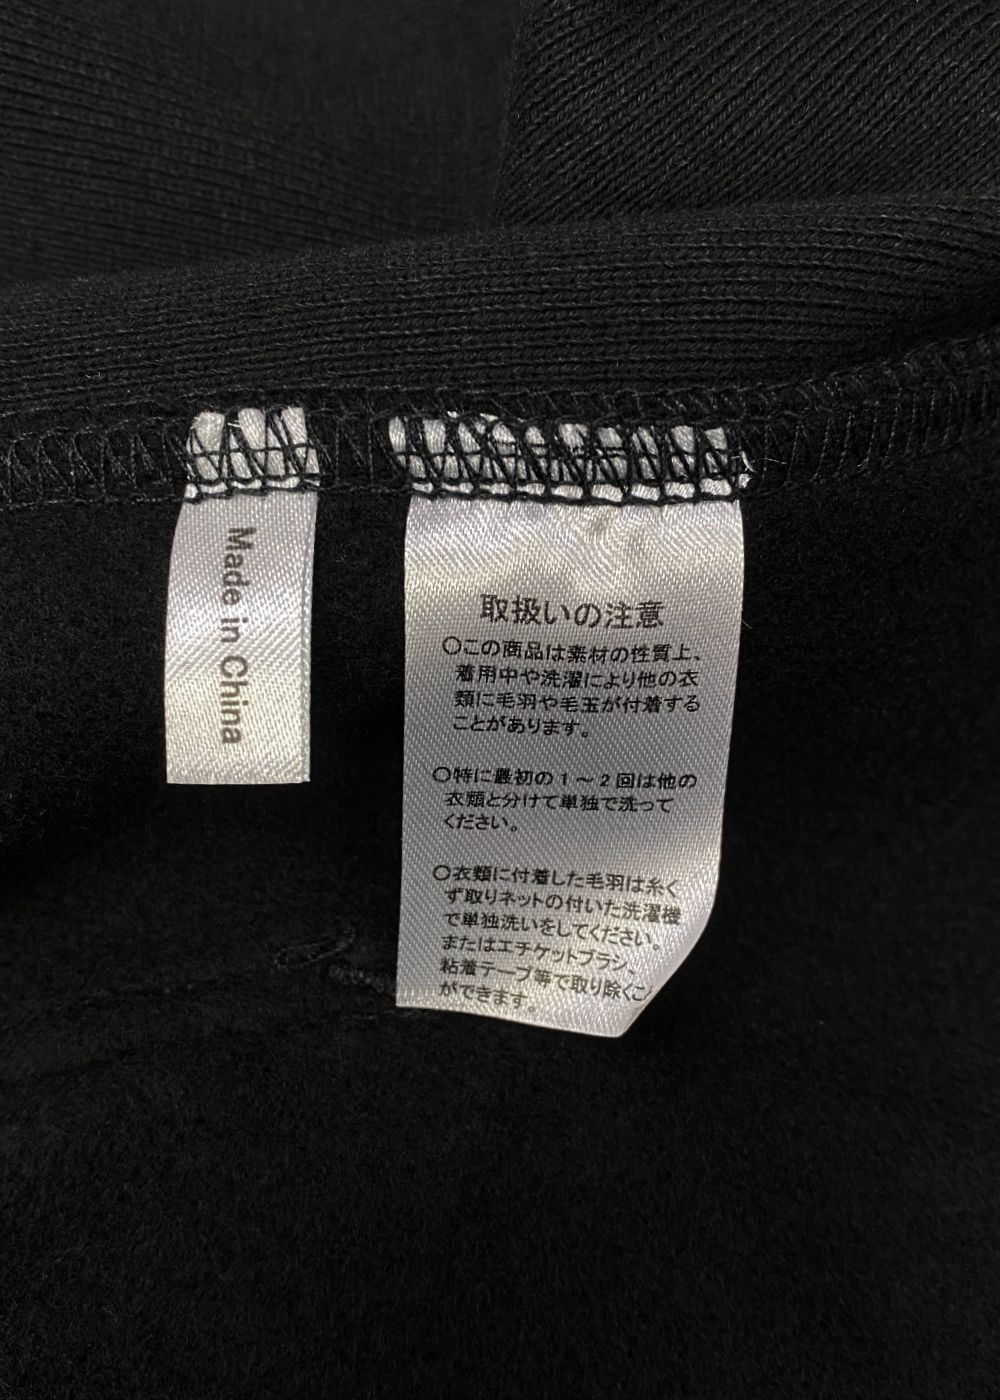 Made in China
取扱いの注意
○この商品は素材の性質上、
着用中や洗濯により他の衣
類に毛羽や毛玉が付着する
ことがあります。
○特に最初の1～2回は他の
衣類と分けて単独で洗って
ください。
○衣類に付着した毛羽は糸く
ず取りネットの付いた洗濯機
で単独洗いをしてください。
またはエチケットブラシ、
粘着テープ等で取り除くこ
ができます。